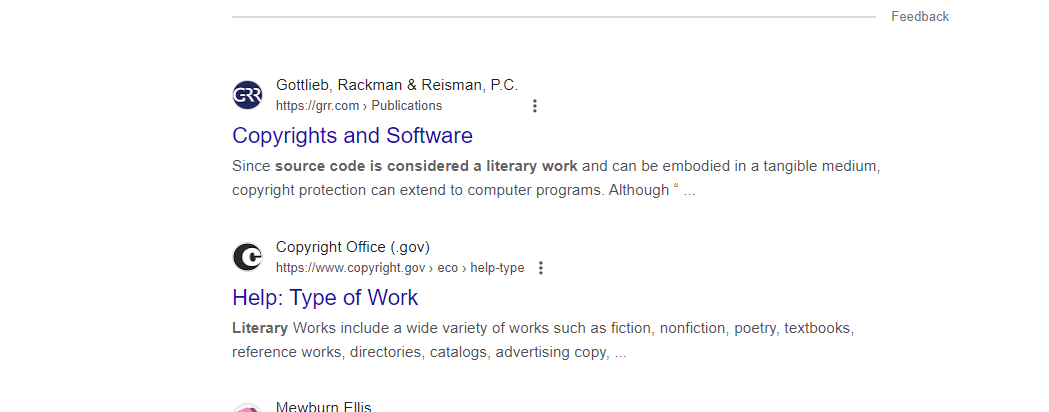 Feedback
GRR
Gottlieb, Rackman & Reisman, P.C.
https://grr.com › Publications
Copyrights and Software
Since source code is considered a literary work and can be embodied in a tangible medium,
copyright protection can extend to computer programs. Although “ ...
Copyright Office (.gov)
https://www.copyright.gov › eco › help-type
Help: Type of Work
Literary Works include a wide variety of works such as fiction, nonfiction, poetry, textbooks,
reference works, directories, catalogs, advertising copy, ...
Mewburn Ellis